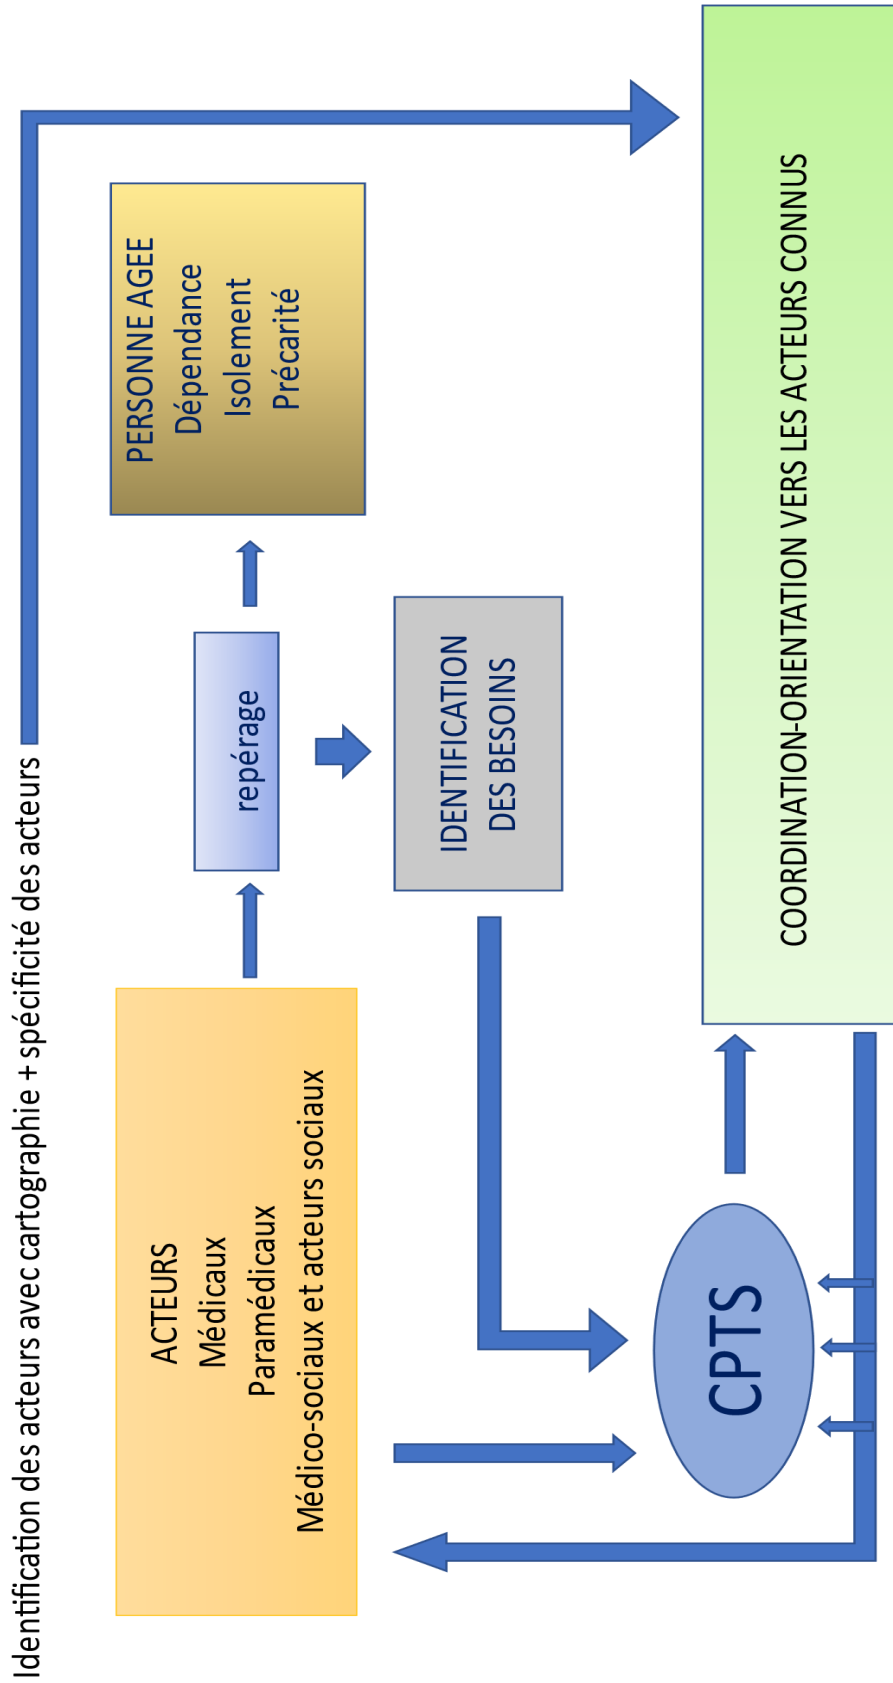 Identification des acteurs avec cartographie + spécificité des acteurs
ACTEURS
Médicaux
Paramédicaux
Médico-sociaux et acteurs sociaux
repérage
PERSONNE AGEE
Dépendance
Isolement
Précarité
IDENTIFICATION
DES BESOINS
CPTS
COORDINATION-ORIENTATION VERS LES ACTEURS CONNUS